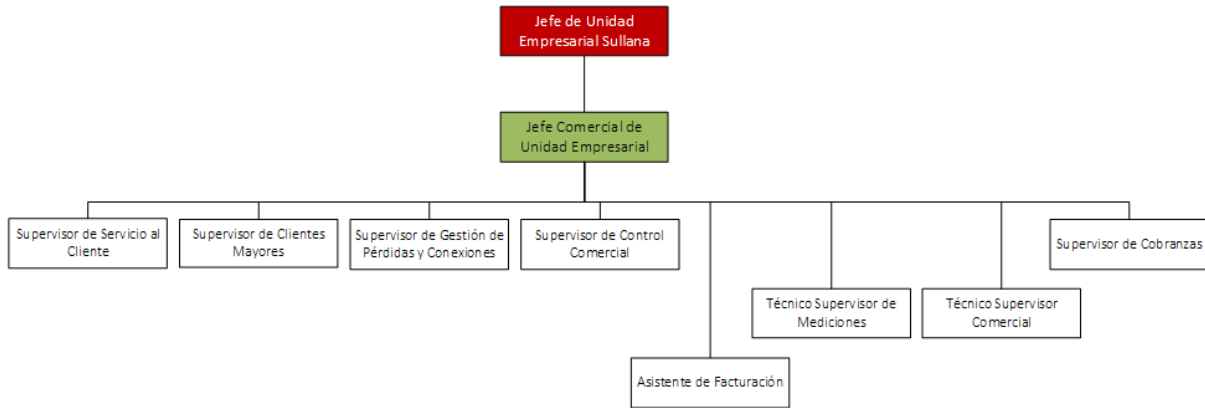 Jefe de Unidad
Empresarial Sullana
Jefe Comercial de
Unidad Empresarial
Supervisor de Servicio al
Cliente
Supervisor de Clientes
Mayores
Supervisor de Gestión de
Pérdidas y Conexiones
Supervisor de Control
Comercial
Supervisor de Cobranzas
Técnico Supervisor de
Mediciones
Técnico Supervisor
Comercial
Asistente de Facturación